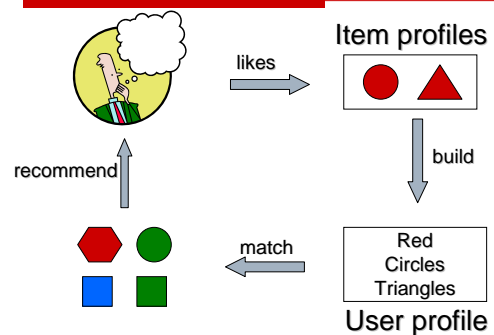 Item profiles
likes
build
recommend
match
Red
Circles
Triangles
User profile